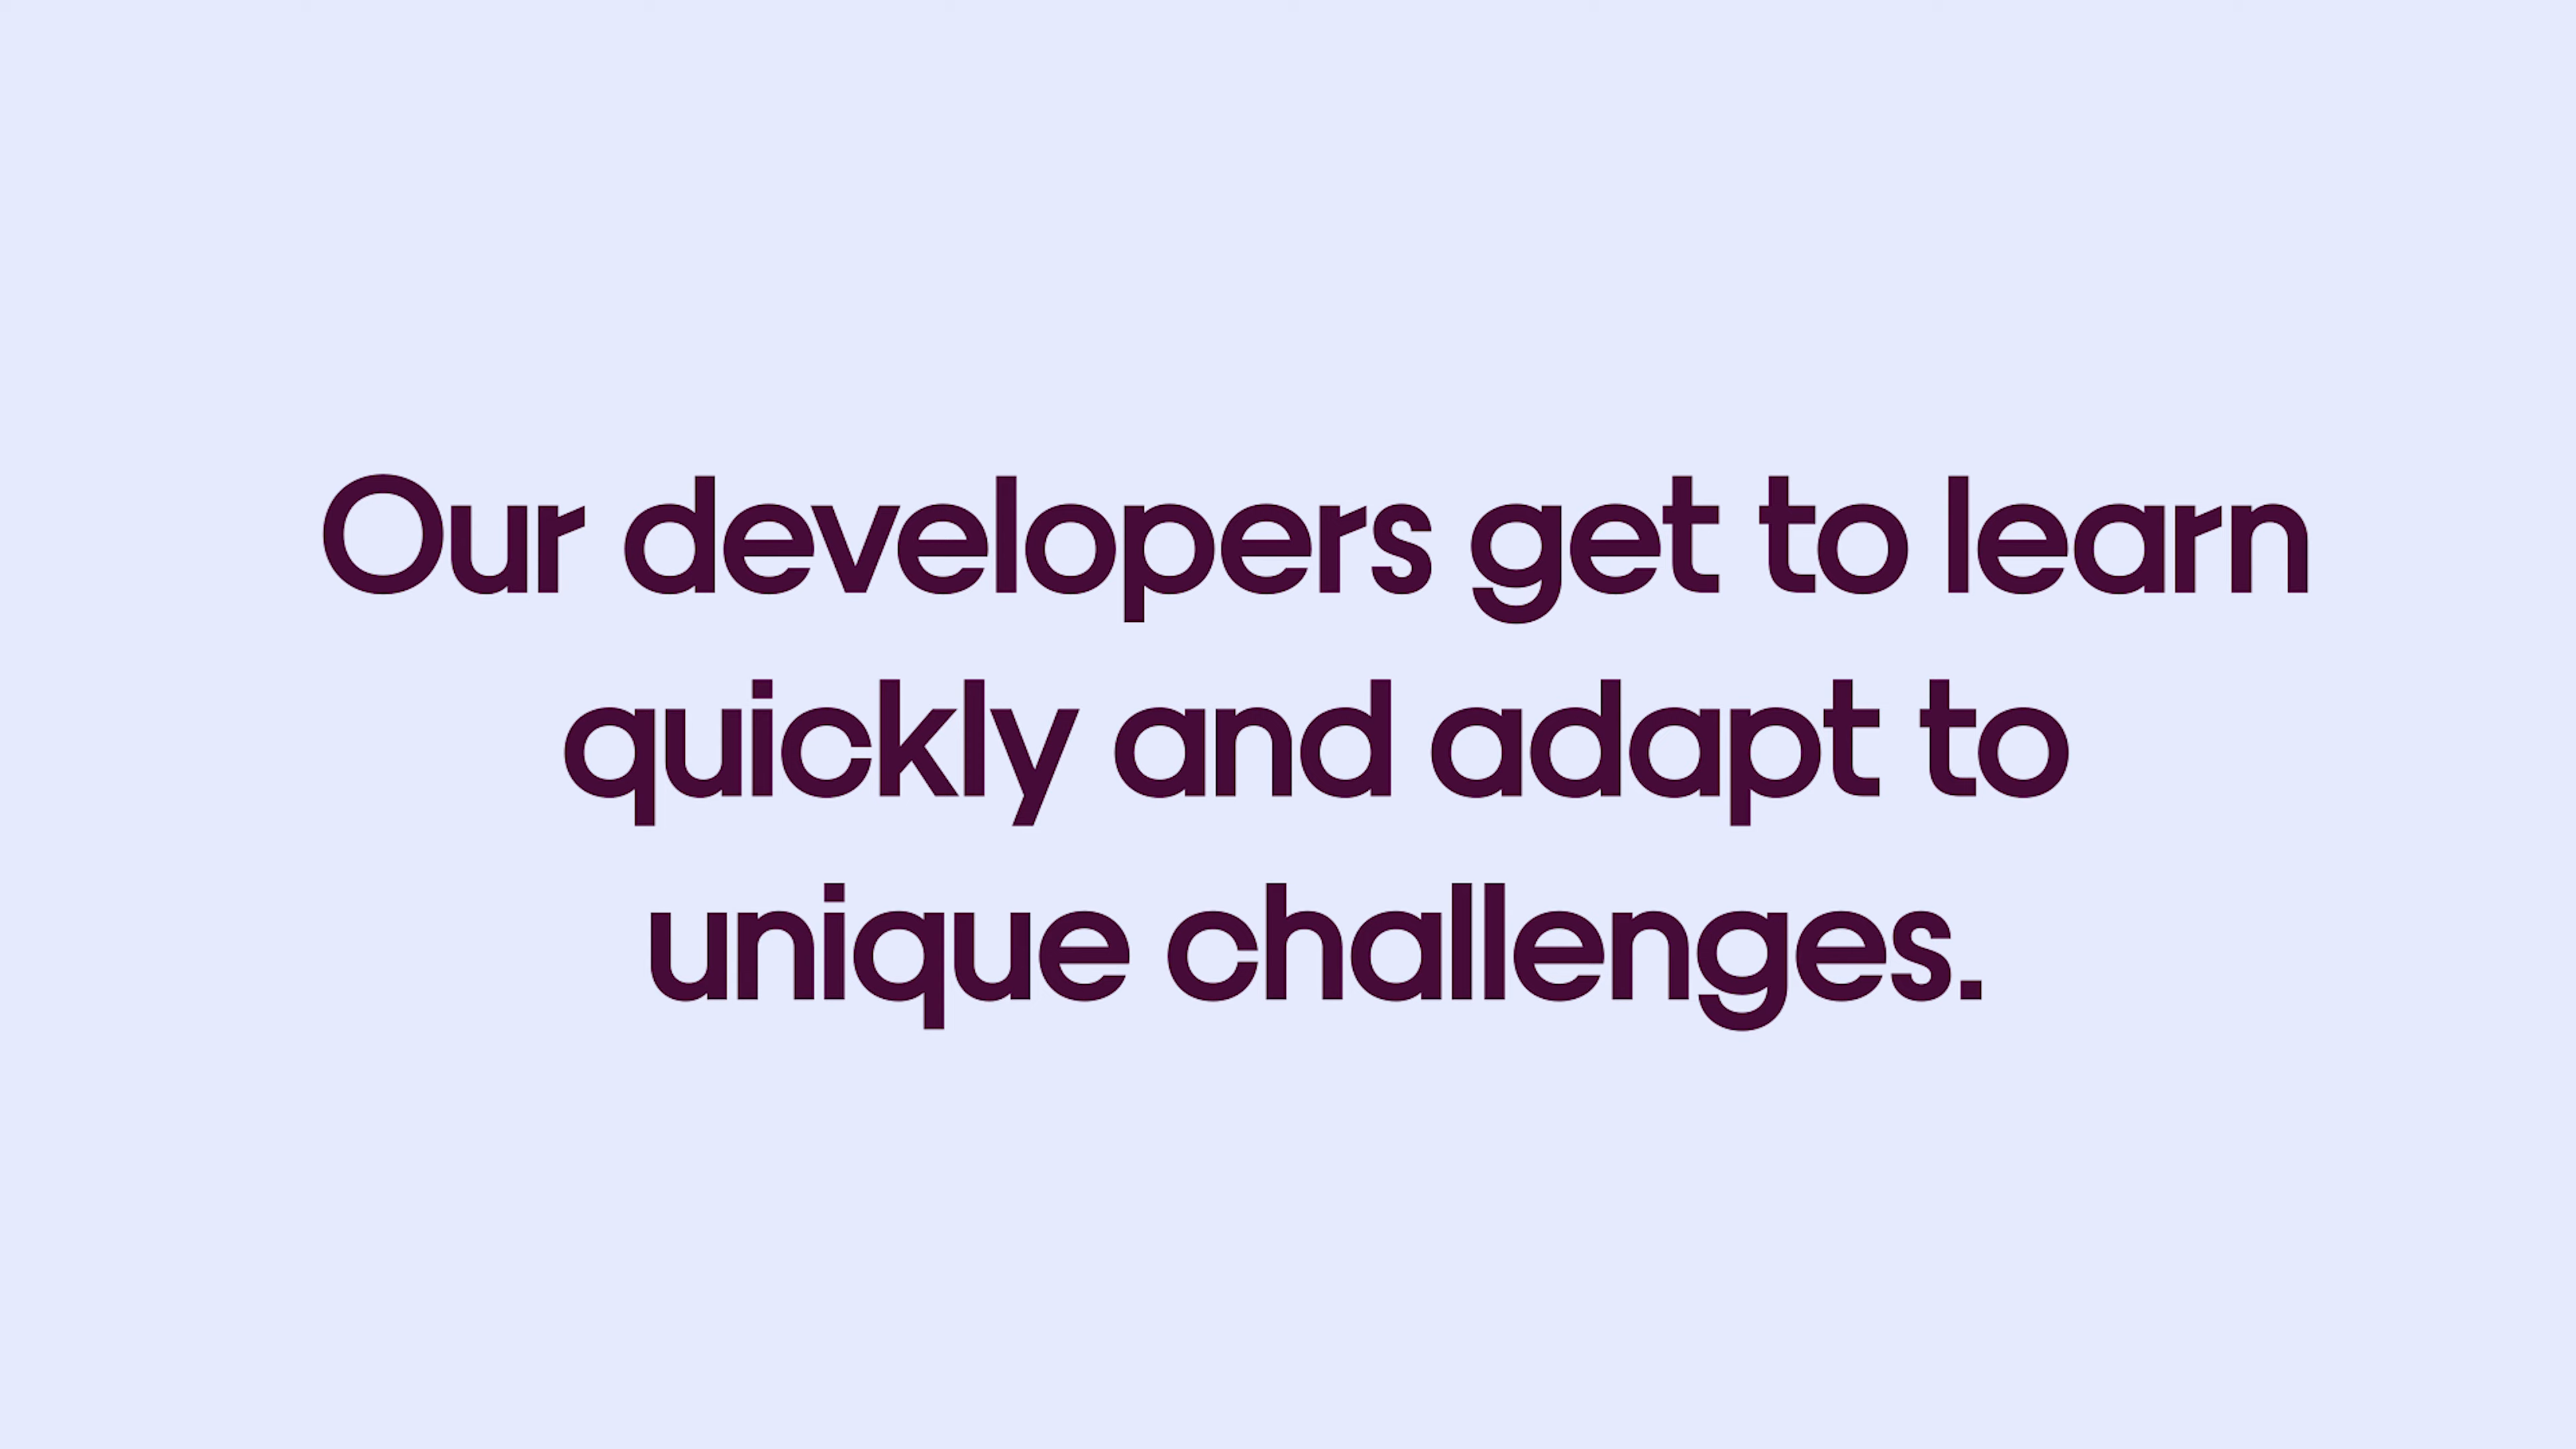 Our developers get to learn
quickly and adapt to
unique challenges.